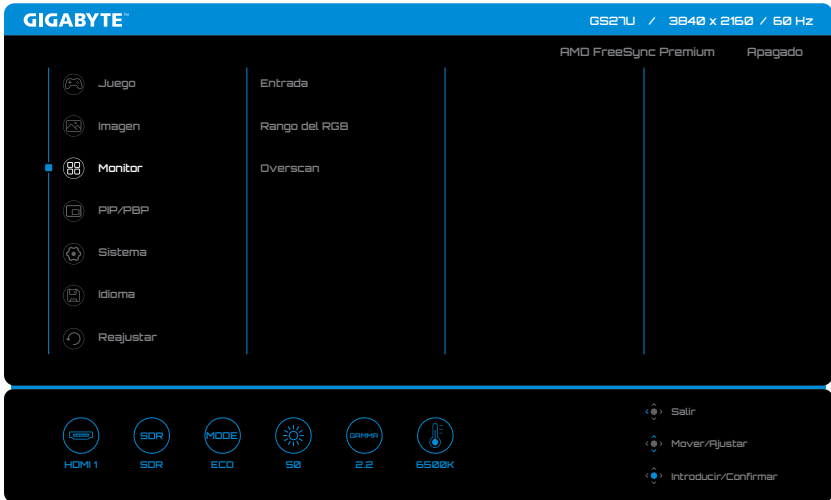 GIGABYTE™
GS27U / 3840 x 2160 / 60 Hz
AMD FreeSync Premium Apagado
Juego
Imagen
Monitor
PIP/PBP
Sistema
Idioma
Reajustar
Entrada
Rango del RGB
Overscan
SDR
MODE
GAMMA
HDMI 1
SDR
ECO
50
2.2
6500K
Salir
Mover/Ajustar
Introducir/Confirmar